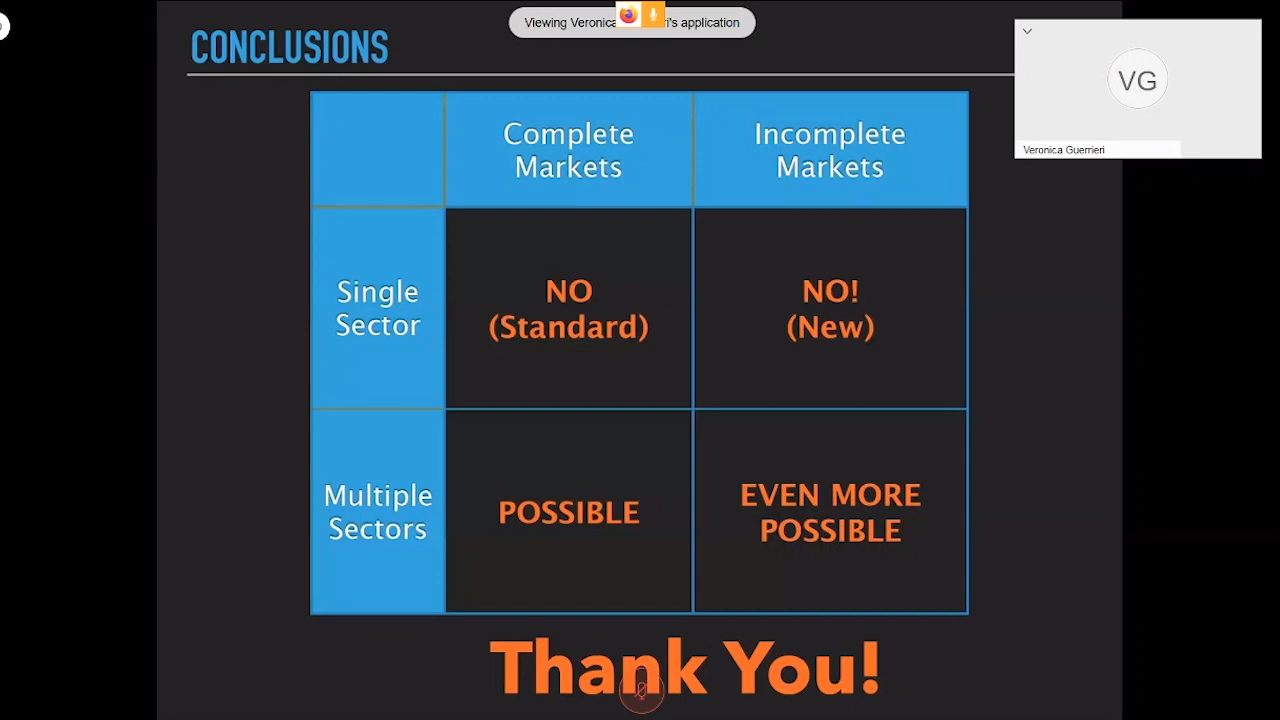 Viewing Veronica
ri's application
CONCLUSIONS
VG
Veronica Guerrieri
Complete
Markets
Incomplete
Markets
Single
Sector
NO
(Standard)
NO!
(New)
Multiple
Sectors
POSSIBLE
EVEN MORE
POSSIBLE
Thank You!